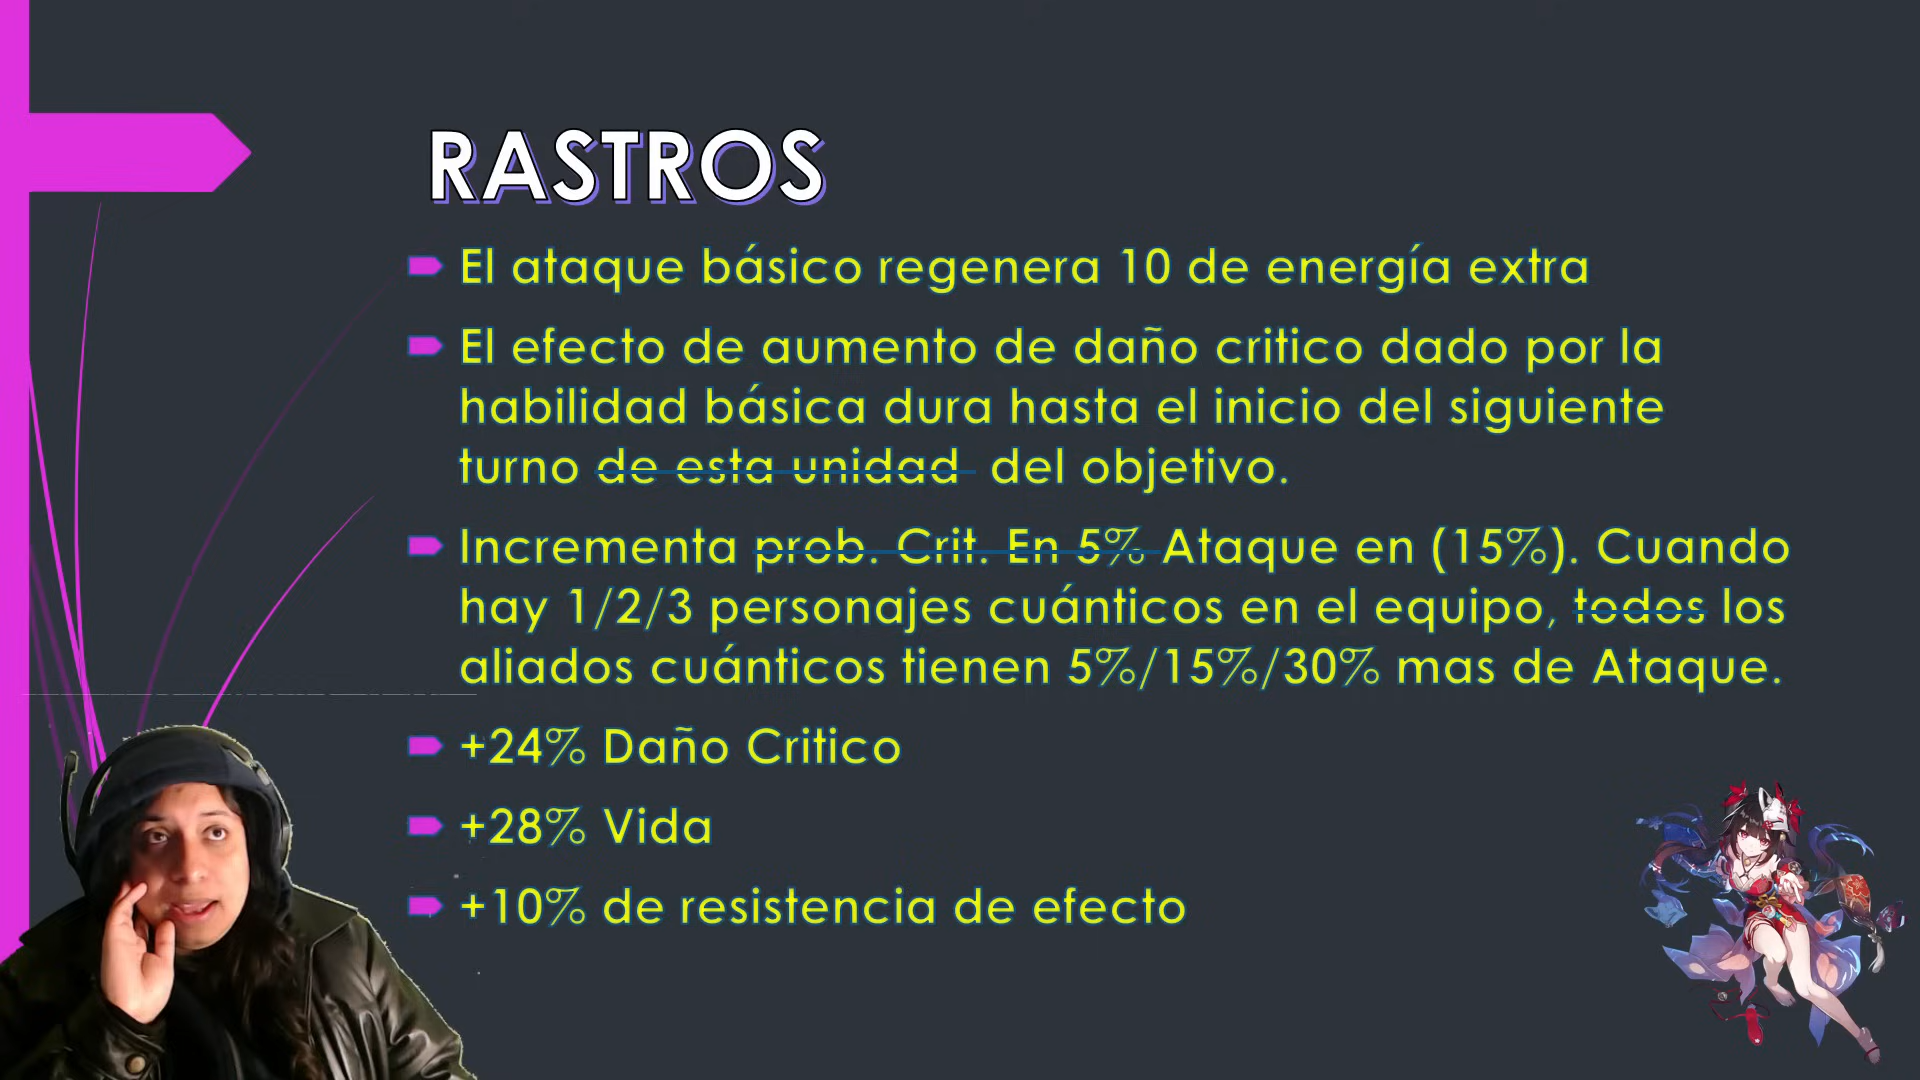 RASTROS
El ataque básico regenera 10 de energía extra
El efecto de aumento de daño critico dado por la
habilidad básica dura hasta el inicio del siguiente
turno de esta unidad del objetivo.
Incrementa prob. Crit. En 5% Ataque en (15%). Cuando
hay 1/2/3 personajes cuánticos en el equipo, todos los
aliados cuánticos tienen 5%/15%/30% mas de Ataque.
+24% Daño Critico
+28% Vida
+10% de resistencia de efecto